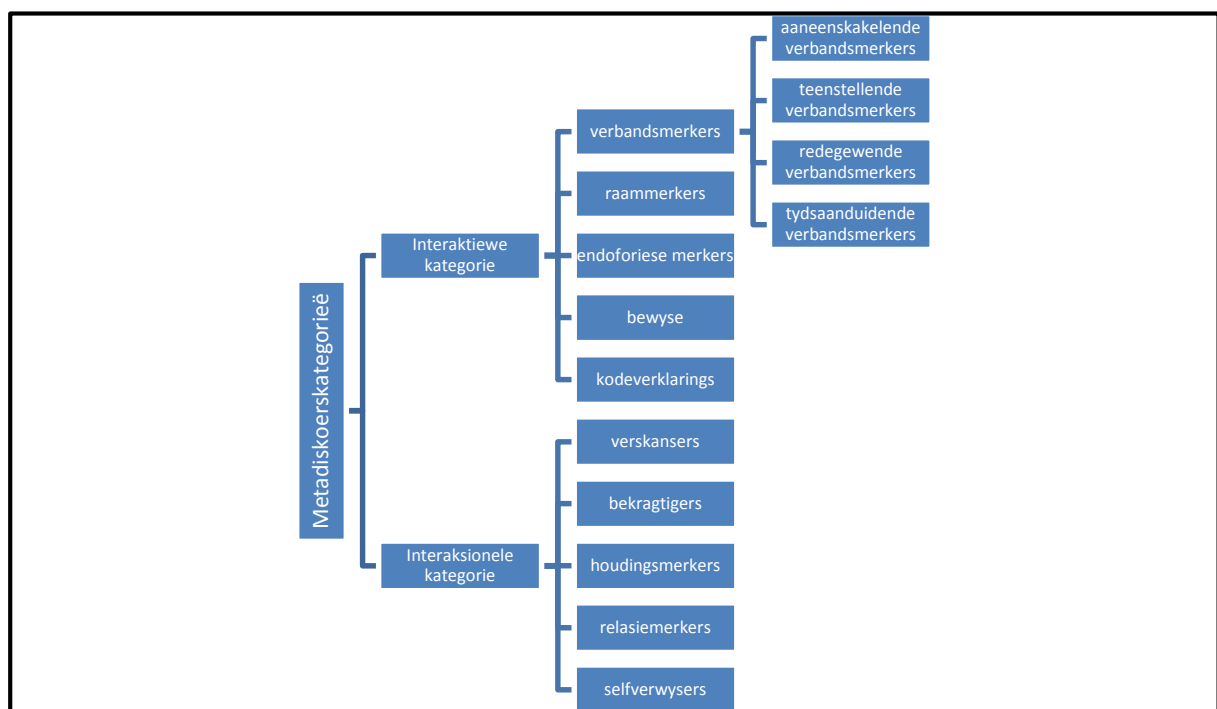 Metadiskoerskategorieë
Interaktiewe
kategorie
verbandsmerkers
aaneenskakelende
verbandsmerkers
teenstellende
verbandsmerkers
redegewende
verbandsmerkers
tydsaanduidende
verbandsmerkers
raammerkers
endoforiese merkers
bewyse
kodeverklarings
Interaksionele
kategorie
verskansers
bekragtigers
houdingsmerkers
relasiemerkers
selfverwysers